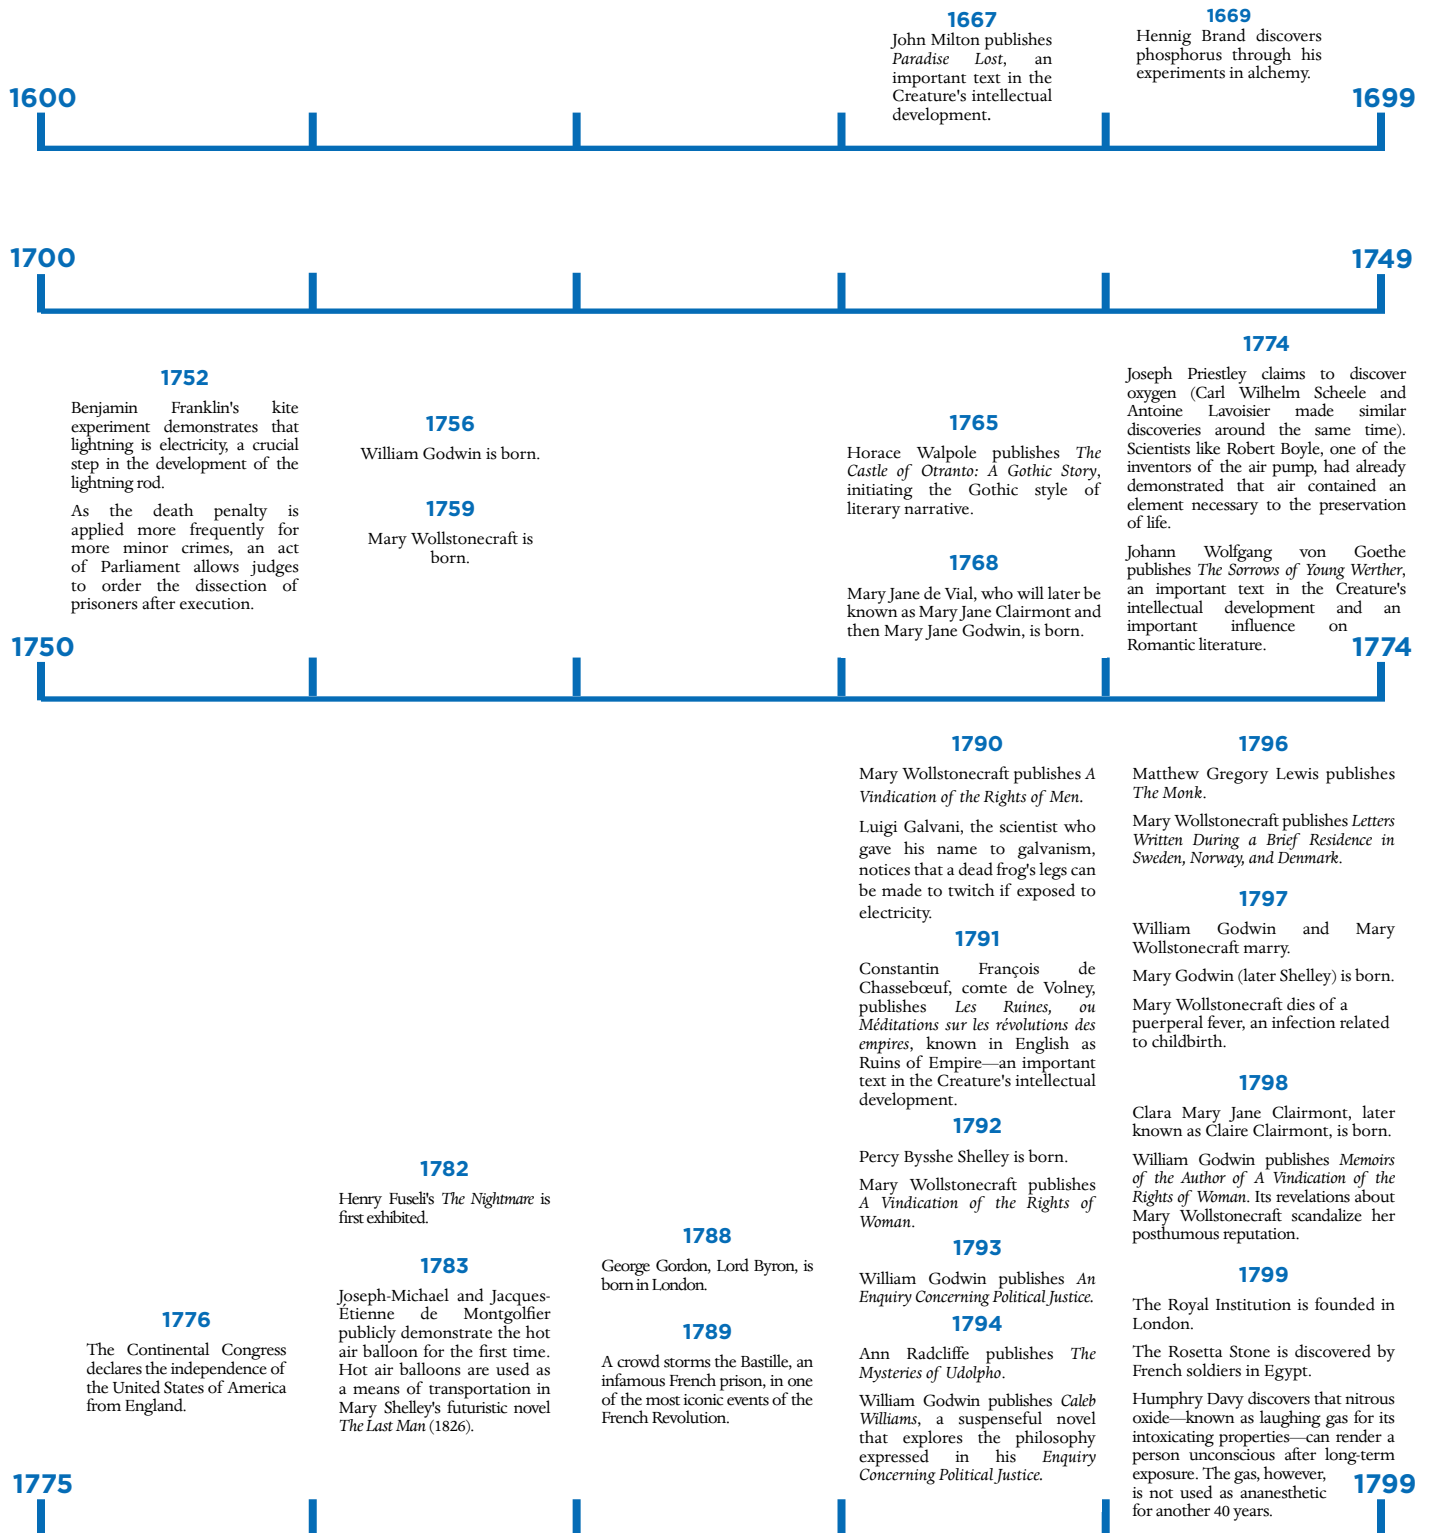 1667
John Milton publishes
Paradise Lost, an
important text in the
Creature's intellectual
development.
1669
Hennig Brand discovers
phosphorus through his
experiments in alchemy.
1600
1699
1700
1749
1752
Benjamin Franklin's kite
experiment demonstrates that
lightning is electricity, a crucial
step in the development of the
lightning rod.
As the death penalty is
applied more frequently for
more minor crimes, an act
of Parliament allows judges
to order the dissection of
prisoners after execution.
1756
William Godwin is born.
1759
Mary Wollstonecraft is
born.
1765
Horace Walpole publishes The
Castle of Otranto: A Gothic Story,
initiating the Gothic style of
literary narrative.
1768
Mary Jane de Vial, who will later be
known as Mary Jane Clairmont and
then Mary Jane Godwin, is born.
1774
Joseph Priestley claims to discover
oxygen (Carl Wilhelm Scheele and
Antoine Lavoisier made similar
discoveries around the same time).
Scientists like Robert Boyle, one of the
inventors of the air pump, had already
demonstrated that air contained an
element necessary to the preservation
of life.
Johann Wolfgang von Goethe
publishes The Sorrows of Young Werther,
an important text in the Creature's
intellectual development and an
important influence on
Romantic literature.
1750
1774
1776
The Continental Congress
declares the independence of
the United States of America
from England.
1782
Henry Fuseli's The Nightmare is
first exhibited.
1783
Joseph-Michael and Jacques-
Étienne de Montgolfier
publicly demonstrate the hot
air balloon for the first time.
Hot air balloons are used as
a means of transportation in
Mary Shelley's futuristic novel
The Last Man (1826).
1788
George Gordon, Lord Byron, is
born in London.
1789
A crowd storms the Bastille, an
infamous French prison, in one
of the most iconic events of the
French Revolution.
1790
Mary Wollstonecraft publishes A
Vindication of the Rights of Men.
Luigi Galvani, the scientist who
gave his name to galvanism,
notices that a dead frog's legs can
be made to twitch if exposed to
electricity.
1791
Constantin François de
Chassebœuf, comte de Volney,
publishes Les Ruines, ou
Méditations sur les révolutions des
empires, known in English as
Ruins of Empire—an important
text in the Creature's intellectual
development.
1792
Percy Bysshe Shelley is born.
Mary Wollstonecraft publishes
A Vindication of the Rights of
Woman.
1793
William Godwin publishes An
Enquiry Concerning Political Justice.
1794
Ann Radcliffe publishes The
Mysteries of Udolpho.
William Godwin publishes Caleb
Williams, a suspenseful novel
that explores the philosophy
expressed in his Enquiry
Concerning Political Justice.
1796
Matthew Gregory Lewis publishes
The Monk.
Mary Wollstonecraft publishes Letters
Written During a Brief Residence in
Sweden, Norway, and Denmark.
1797
William Godwin and Mary
Wollstonecraft marry.
Mary Godwin (later Shelley) is born.
Mary Wollstonecraft dies of a
puerperal fever, an infection related
to childbirth.
1798
Clara Mary Jane Clairmont, later
known as Claire Clairmont, is born.
William Godwin publishes Memoirs
of the Author of A Vindication of the
Rights of Woman. Its revelations about
Mary Wollstonecraft scandalize her
posthumous reputation.
1799
The Royal Institution is founded in
London.
The Rosetta Stone is discovered by
French soldiers in Egypt.
Humphry Davy discovers that nitrous
oxide—known as laughing gas for its
intoxicating properties—can render a
person unconscious after long-term
exposure. The gas, however,
is not used as ananesthetic
for another 40 years.
1775
1799